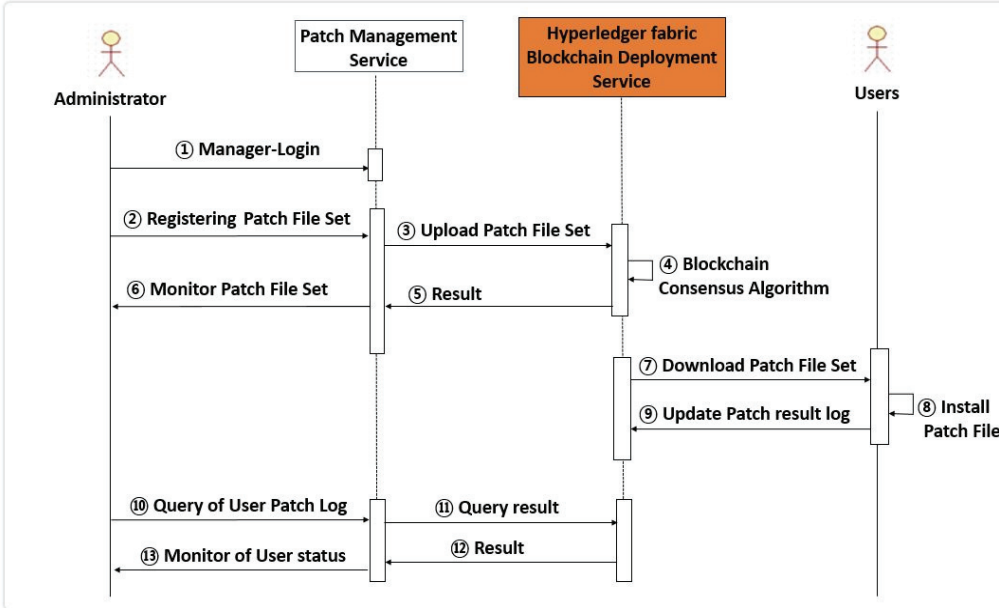 Administrator
Patch Management
Service
Hyperledger fabric
Blockchain Deployment
Service
Users
① Manager-Login
② Registering Patch File Set
③ Upload Patch File Set
④ Blockchain
Consensus Algorithm
⑥ Monitor Patch File Set
⑤ Result
⑦ Download Patch File Set
⑧ Install
Patch File
⑨ Update Patch result log
⑩ Query of User Patch Log
⑪ Query result
⑫ Result
⑬ Monitor of User status